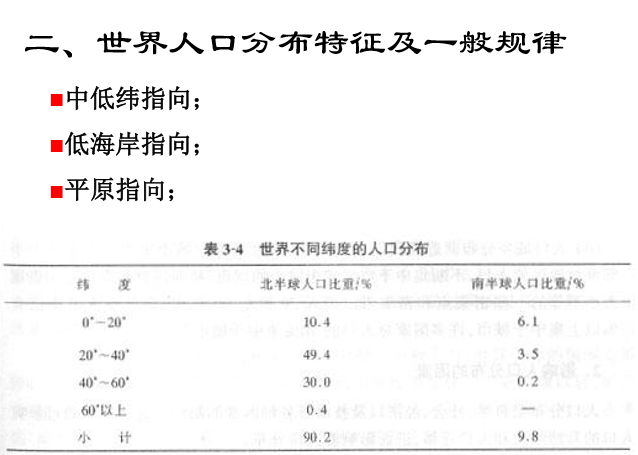 二、世界人口分布特征及一般规律
■中低纬指向；
■低海岸指向；
■平原指向；
表 3-4 世界不同纬度的人口分布
纬 度 北半球人口比重/% 南半球人口比重/%
0°~20° 10.4 6.1
20°~40° 49.4 3.5
40°~60° 30.0 0.2
60°以上 0.4 —
小 计 90.2 9.8